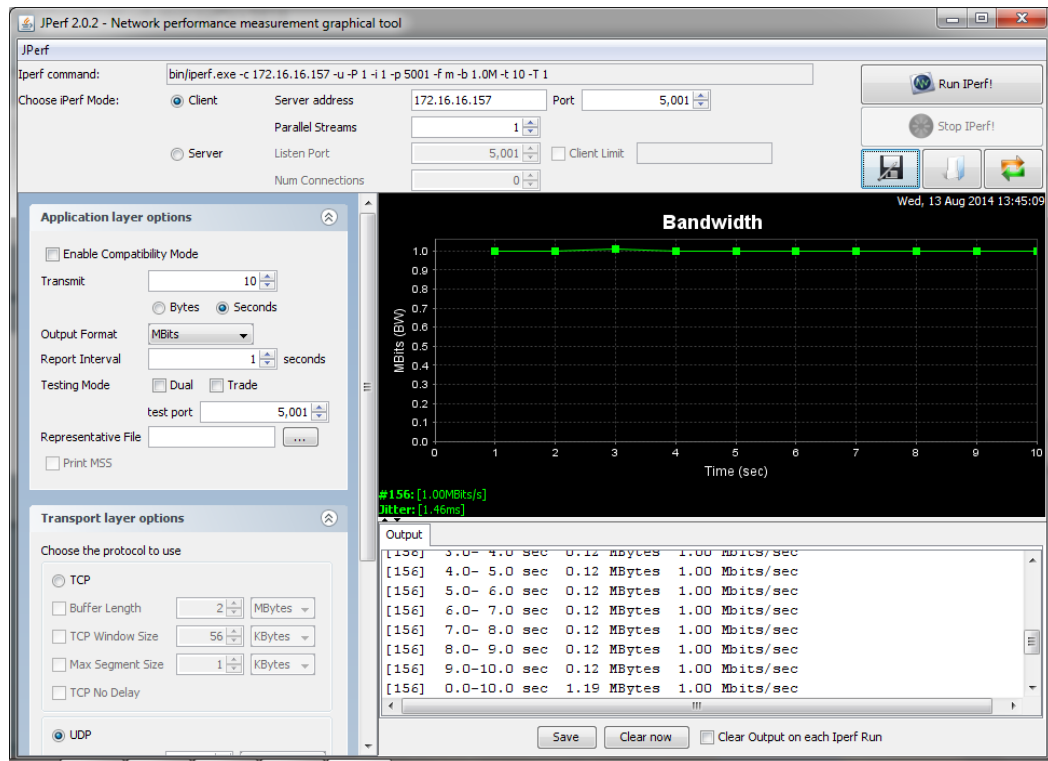 JPerf 2.0.2 - Network performance measurement graphical tool
JPerf
Iperf command: bin/iperf.exe -c 172.16.16.157 -u -P 1 -i 1 -p 5001 -f m -b 1.0M -t 10 -T 1
Run IPerf!
Choose iPerf Mode: Client Server address 172.16.16.157 Port 5,001
Parallel Streams 1
Stop IPerf!
Server Listen Port 5,001 Client Limit
Num Connections 0
Application layer options
Enable Compatibility Mode
Transmit 10
Bytes Seconds
Output Format MBits
Report Interval 1 seconds
Testing Mode Dual Trade
test port 5,001
Representative File ...
Print MSS
Transport layer options
Choose the protocol to use
TCP
Buffer Length 2 MBytes
TCP Window Size 56 KBytes
Max Segment Size 1 KBytes
TCP No Delay
UDP
Wed, 13 Aug 2014 13:45:09
Bandwidth
MBits (BW)
1.0
0.9
0.8
0.7
0.6
0.5
0.4
0.3
0.2
0.1
0.0
0 1 2 3 4 5 6 7 8 9 10
Time (sec)
#156: [1.00MBits/s]
Jitter: [1.46ms]
Output
[156] 3.0- 4.0 sec 0.12 MBytes 1.00 Mbits/sec
[156] 4.0- 5.0 sec 0.12 MBytes 1.00 Mbits/sec
[156] 5.0- 6.0 sec 0.12 MBytes 1.00 Mbits/sec
[156] 6.0- 7.0 sec 0.12 MBytes 1.00 Mbits/sec
[156] 7.0- 8.0 sec 0.12 MBytes 1.00 Mbits/sec
[156] 8.0- 9.0 sec 0.12 MBytes 1.00 Mbits/sec
[156] 9.0-10.0 sec 0.12 MBytes 1.00 Mbits/sec
[156] 0.0-10.0 sec 1.19 MBytes 1.00 Mbits/sec
Save Clear now Clear Output on each Iperf Run